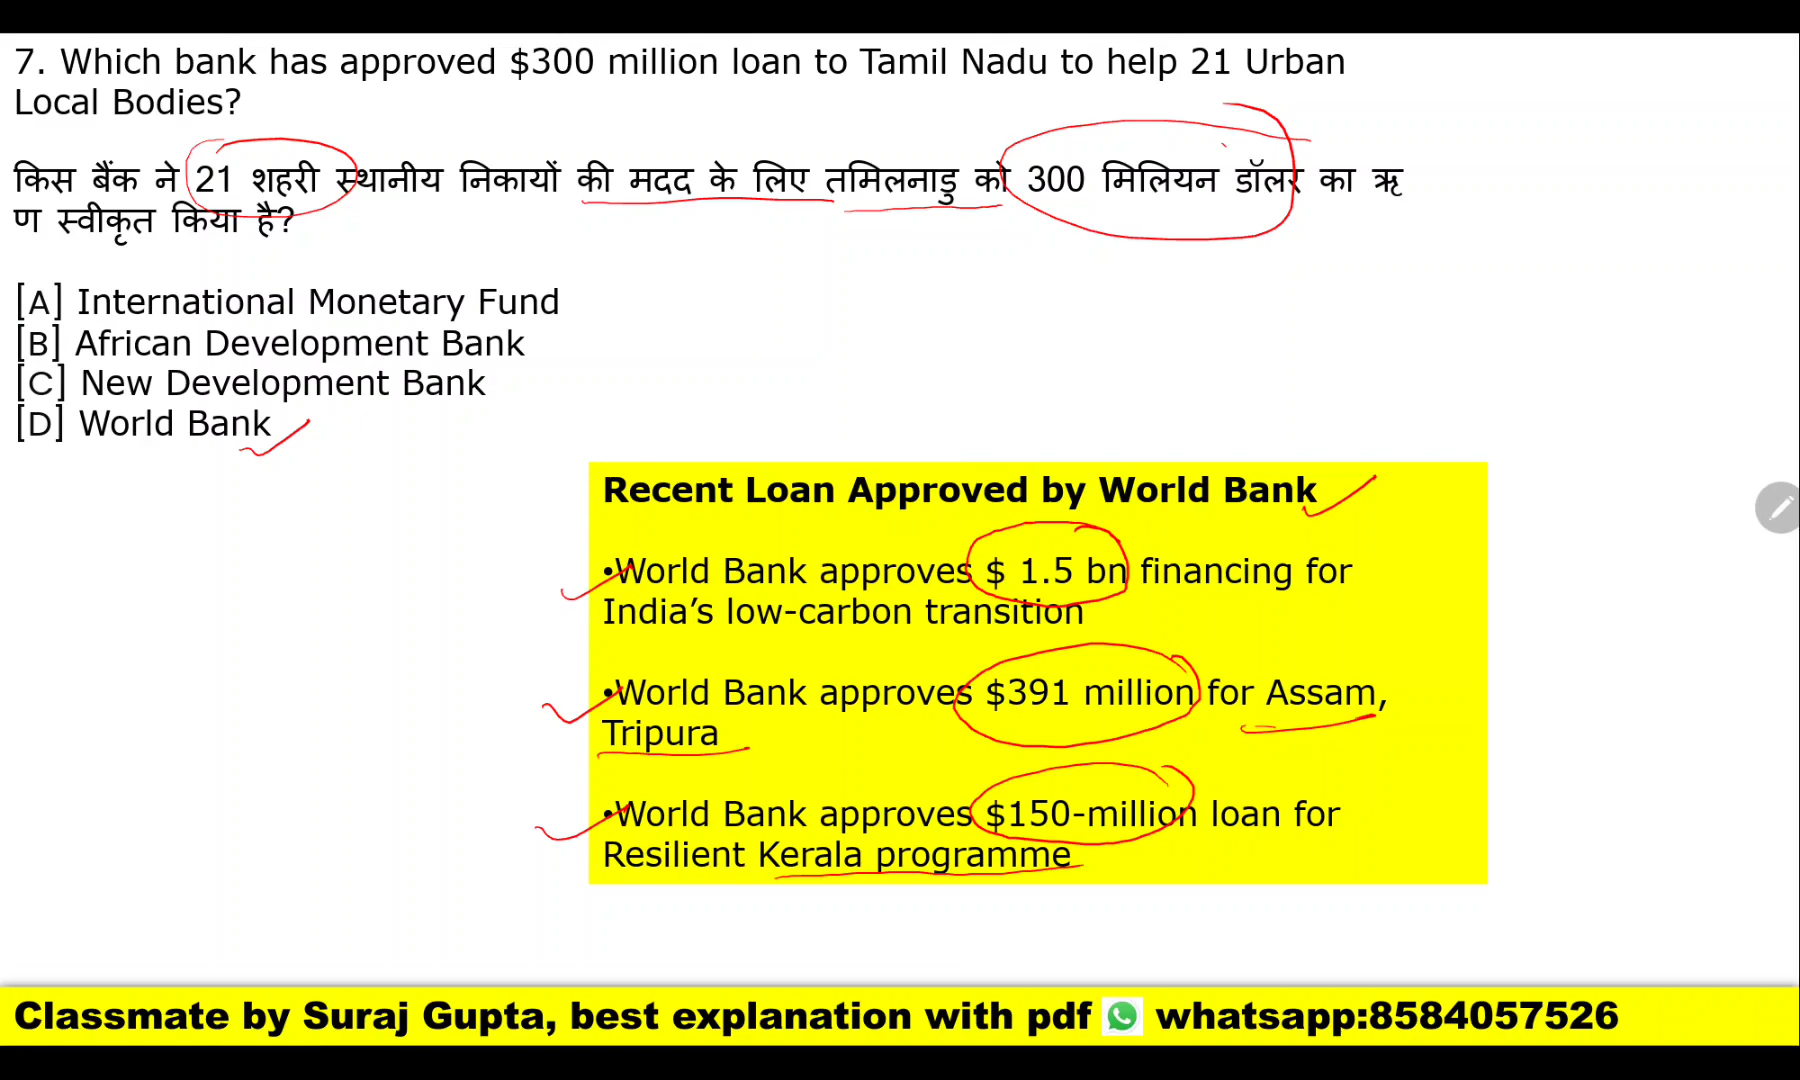 7. Which bank has approved $300 million loan to Tamil Nadu to help 21 Urban
Local Bodies?
किस बैंक ने 21 शहरी स्थानीय निकायों की मदद के लिए तमिलनाडु को 300 मिलियन डॉलर का ऋ
ण स्वीकृत किया है?
[A] International Monetary Fund
[B] African Development Bank
[C] New Development Bank
[D] World Bank
Recent Loan Approved by World Bank
•World Bank approves $ 1.5 bn financing for
India’s low-carbon transition
•World Bank approves $391 million for Assam,
Tripura
•World Bank approves $150-million loan for
Resilient Kerala programme
Classmate by Suraj Gupta, best explanation with pdf whatsapp:8584057526